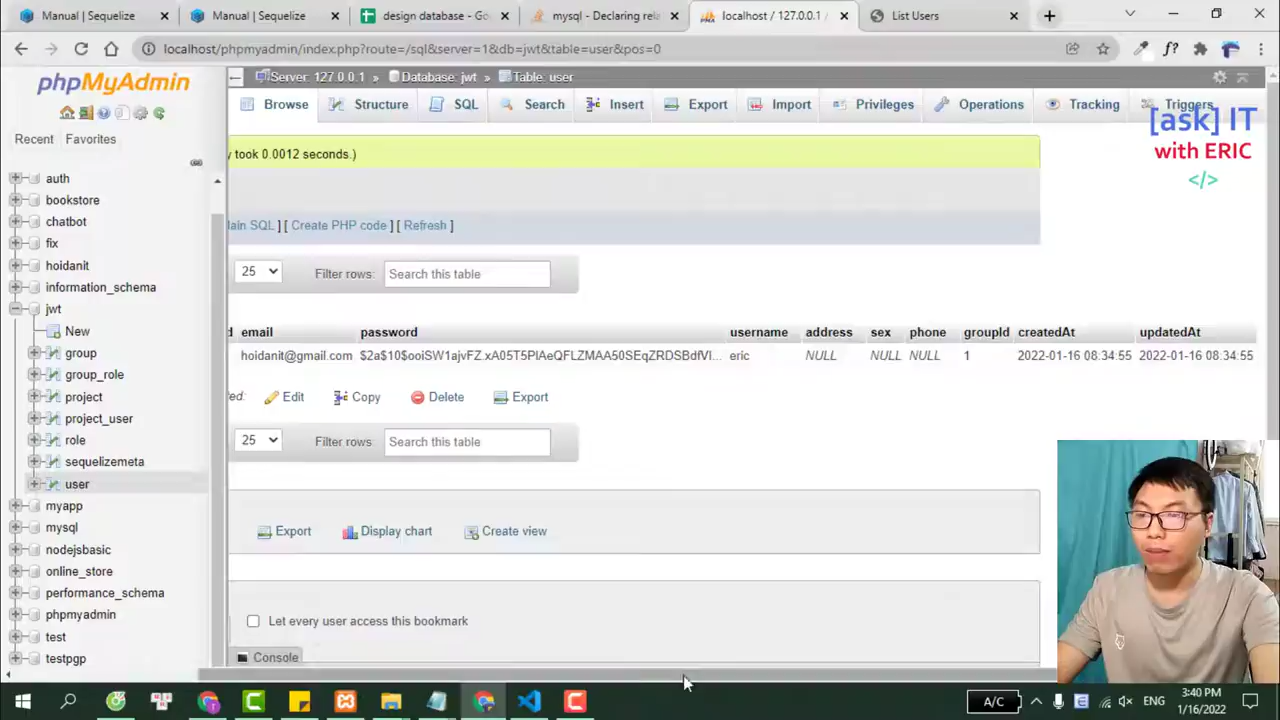 Manual | Sequelize
Manual | Sequelize
design database - Go
mysql - Declaring rela
localhost / 127.0.0.1 /
List Users
localhost/phpmyadmin/index.php?route=/sql&server=1&db=jwt&table=user&pos=0
phpMyAdmin
Server: 127.0.0.1 » Database: jwt » Table: user
Browse Structure SQL Search Insert Export Import Privileges Operations Tracking Triggers
[ask] IT
with ERIC
</>
Recent Favorites
auth
bookstore
chatbot
fix
hoidanit
information_schema
jwt
New
group
group_role
project
project_user
role
sequelizemeta
user
myapp
mysql
nodejsbasic
online_store
performance_schema
phpmyadmin
test
testpgp
y took 0.0012 seconds.)
lain SQL ] [ Create PHP code ] [ Refresh ]
25 Filter rows: Search this table
d email password username address sex phone groupId createdAt updatedAt
hoidanit@gmail.com $2a$10$ooiSW1ajvFZ.xA05T5PIAeQFLZMAA50SEqZRDSBdfVI... eric NULL NULL NULL 1 2022-01-16 08:34:55 2022-01-16 08:34:55
ted: Edit Copy Delete Export
25 Filter rows: Search this table
Export Display chart Create view
Let every user access this bookmark
Console
A/C
ENG
3:40 PM
1/16/2022